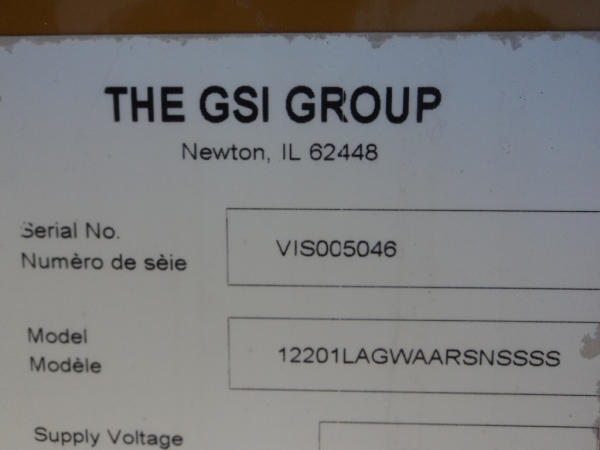 THE GSI GROUP
Newton, IL 62448
Serial No.
Numèro de sèie
VIS005046
Model
Modèle
12201LAGWAARSNSSSS
Supply Voltage